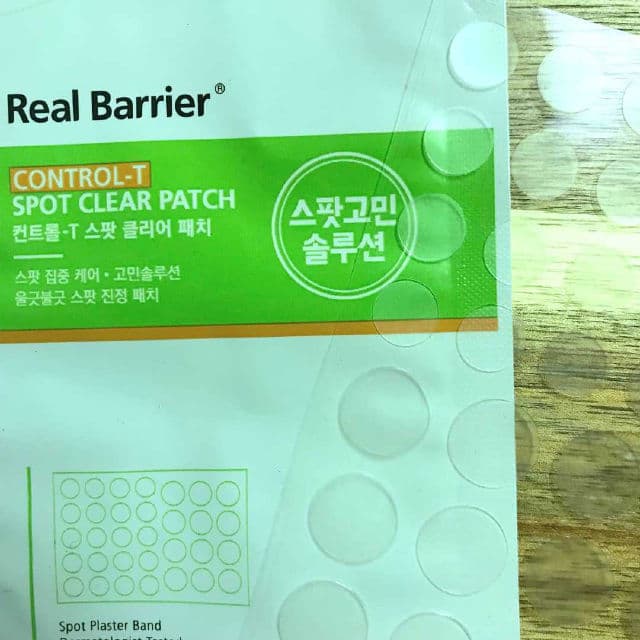 Real Barrier®
CONTROL-T
SPOT CLEAR PATCH
컨트롤-T 스팟 클리어 패치
스팟 집중 케어 · 고민솔루션
울긋불긋 스팟 진정 패치
스팟고민
솔루션
Spot Plaster Band
Dermatologist Tested